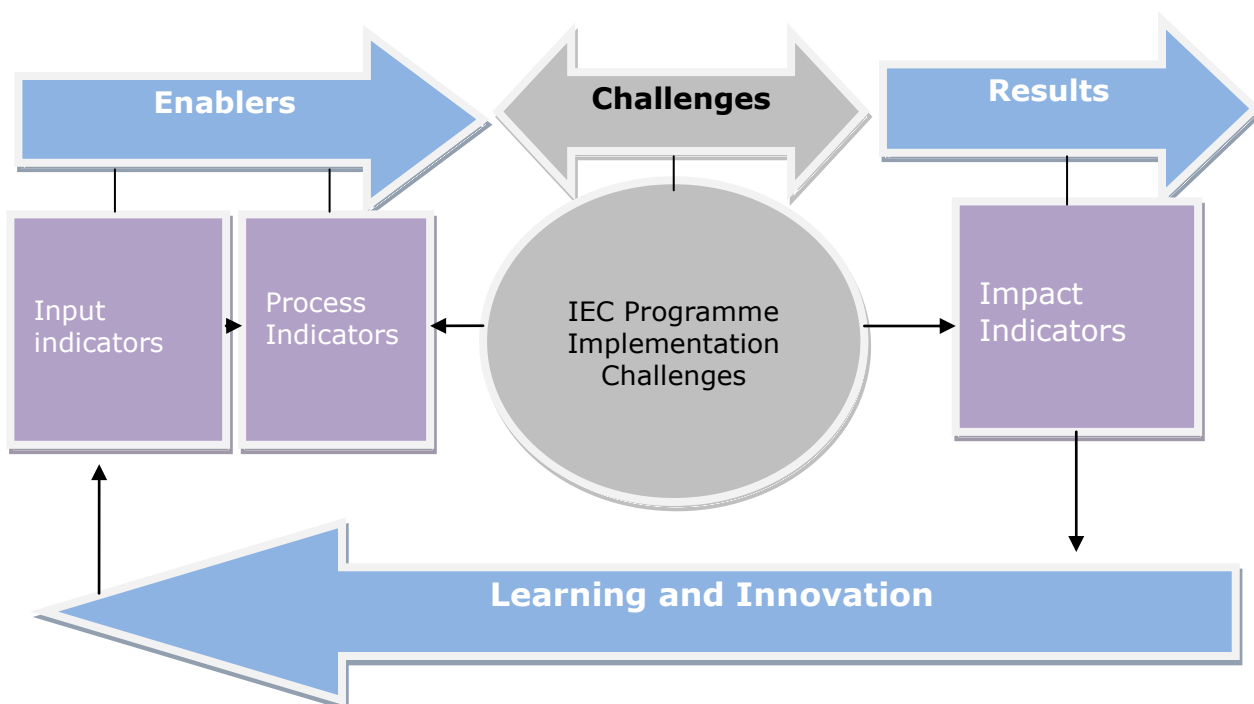 Enablers
Challenges
Results
Input
indicators
Process
Indicators
IEC Programme
Implementation
Challenges
Impact
Indicators
Learning and Innovation